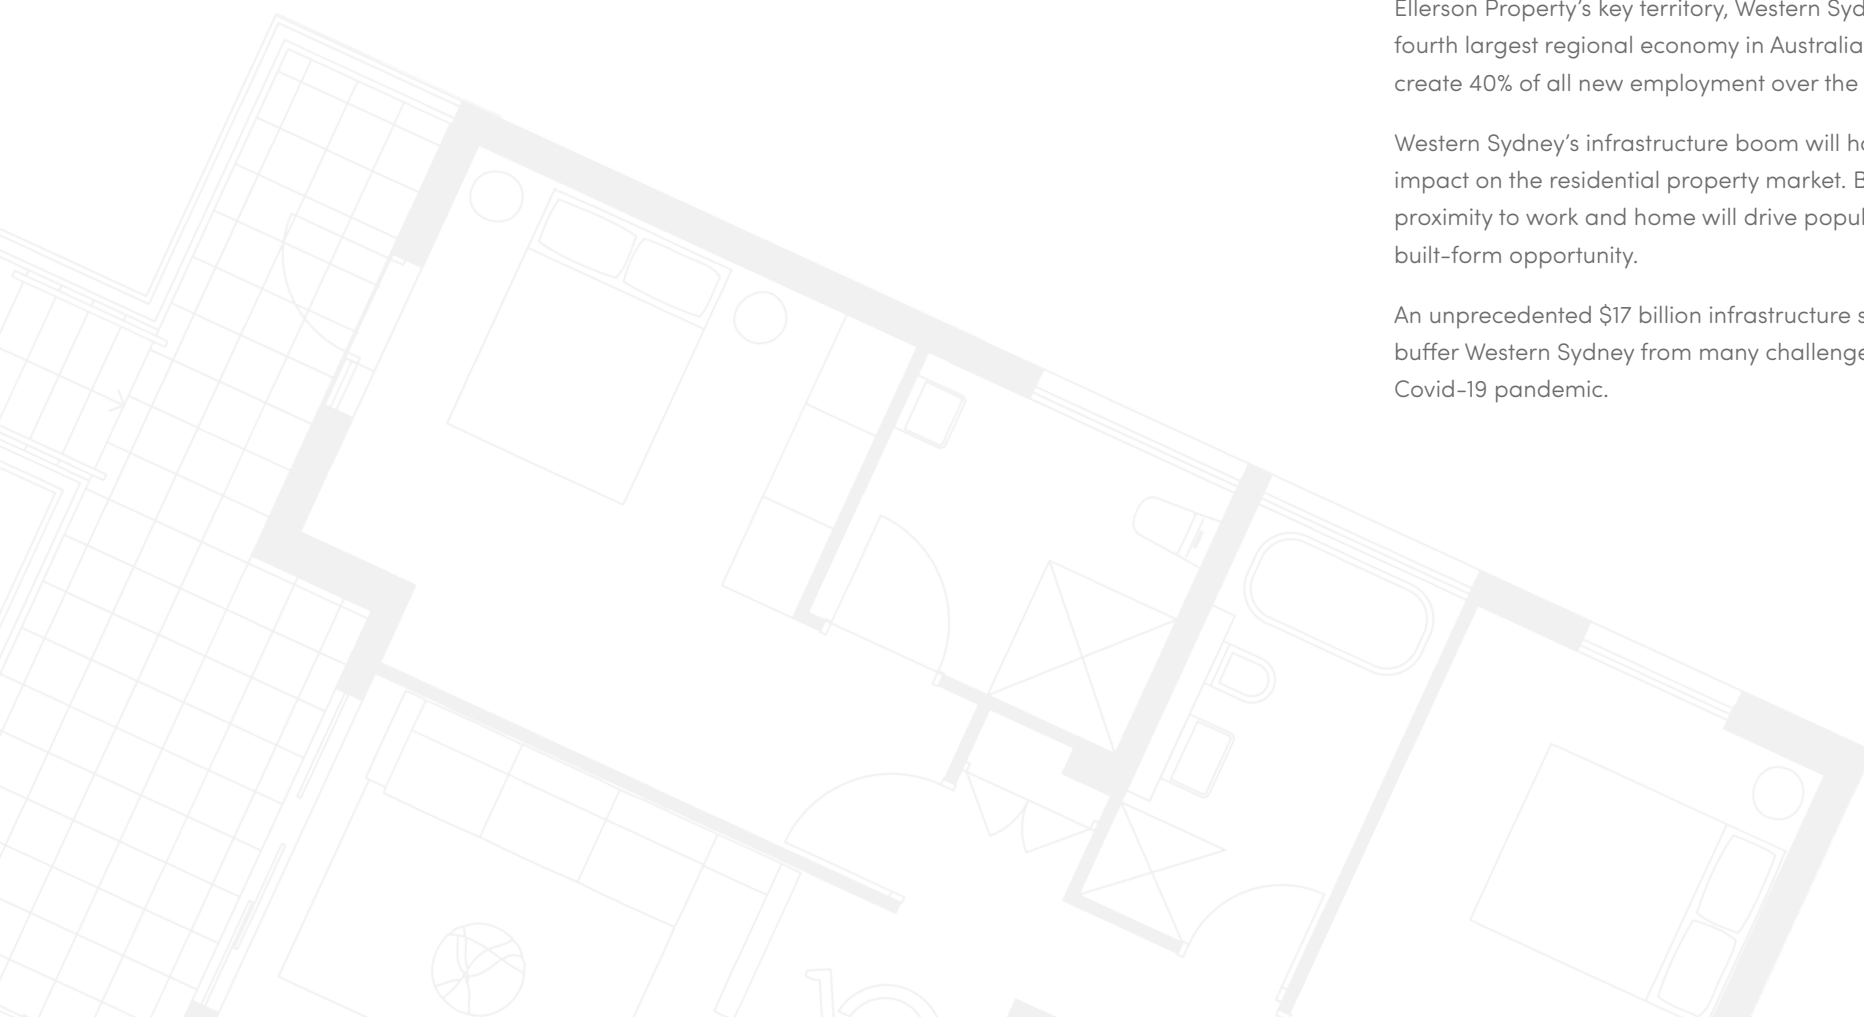 Ellerson Property’s key territory, Western Syd
fourth largest regional economy in Australia
create 40% of all new employment over the
Western Sydney’s infrastructure boom will ha
impact on the residential property market. B
proximity to work and home will drive popul
built-form opportunity.
An unprecedented $17 billion infrastructure s
buffer Western Sydney from many challenge
Covid-19 pandemic.